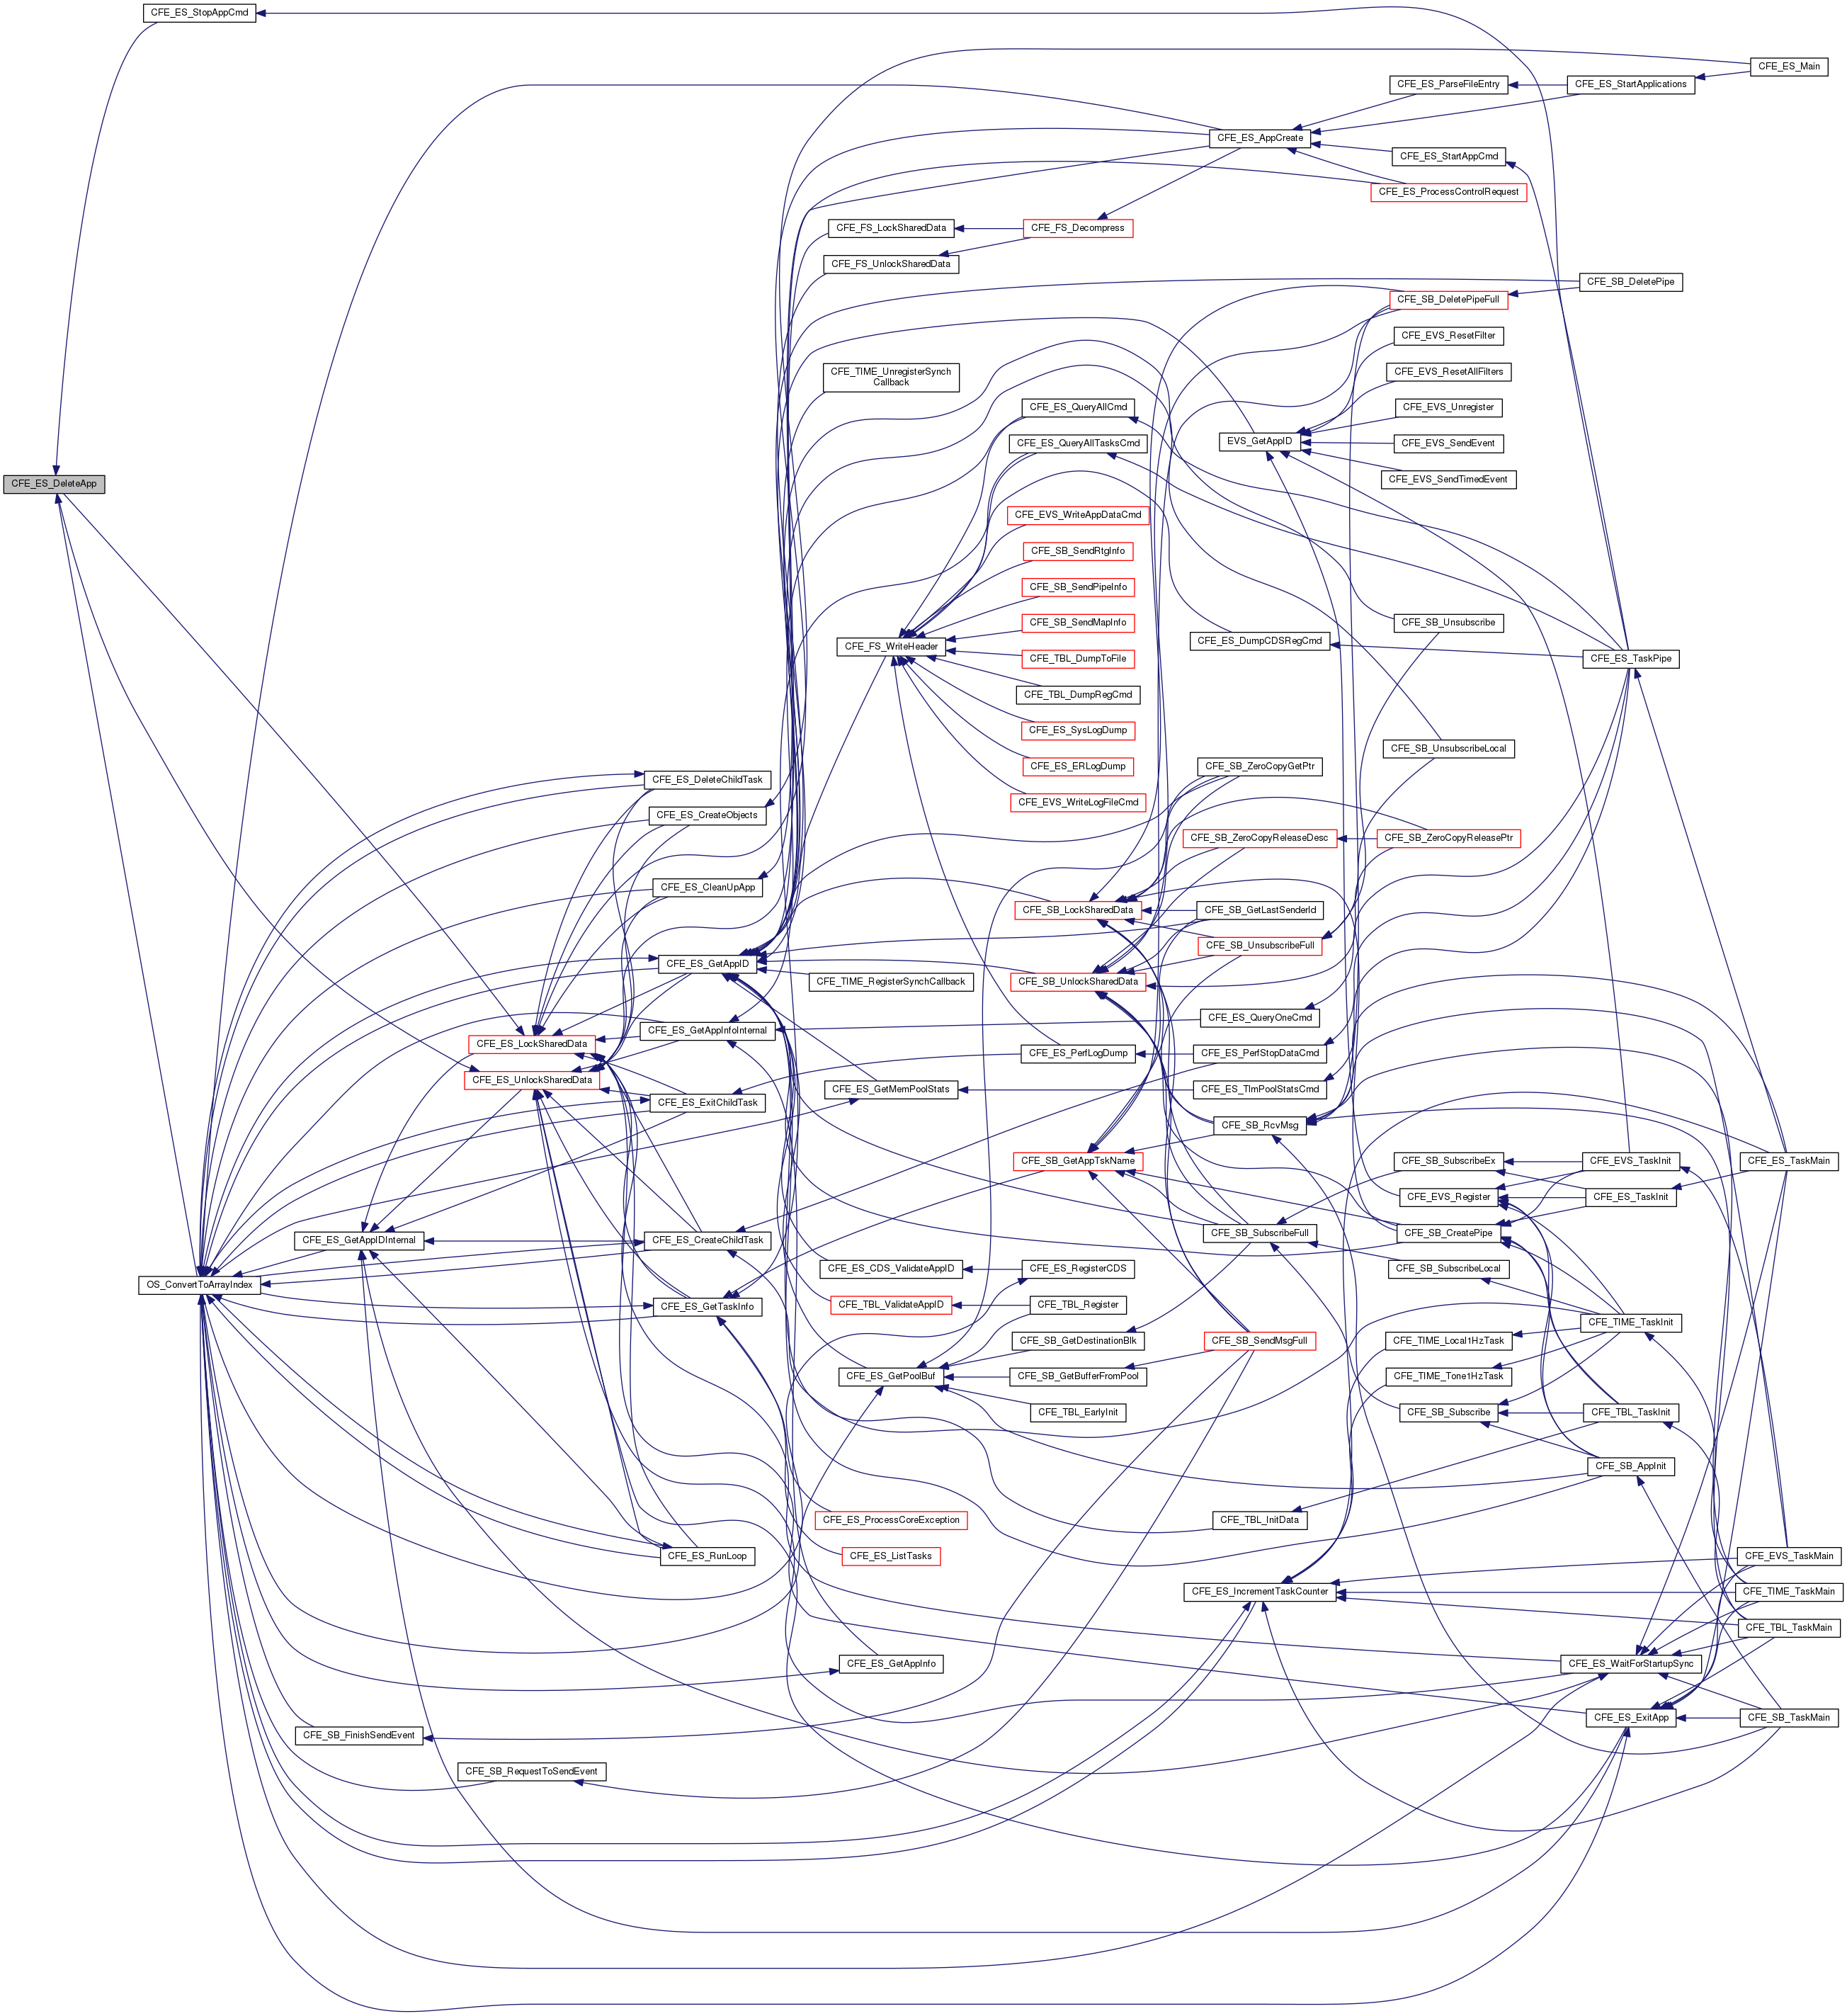 CFE_ES_StopAppCmd
CFE_ES_Main
CFE_ES_ParseFileEntry
CFE_ES_StartApplications
CFE_ES_AppCreate
CFE_ES_StartAppCmd
CFE_ES_ProcessControlRequest
CFE_FS_LockSharedData
CFE_FS_Decompress
CFE_FS_UnlockSharedData
CFE_SB_DeletePipe
CFE_SB_DeletePipeFull
CFE_EVS_ResetFilter
CFE_TIME_UnregisterSynch
Callback
CFE_EVS_ResetAllFilters
CFE_ES_QueryAllCmd
CFE_EVS_Unregister
CFE_ES_QueryAllTasksCmd
EVS_GetAppID
CFE_EVS_SendEvent
CFE_EVS_SendTimedEvent
CFE_ES_DeleteApp
CFE_EVS_WriteAppDataCmd
CFE_SB_SendRtgInfo
CFE_SB_SendPipeInfo
CFE_SB_SendMapInfo
CFE_SB_Unsubscribe
CFE_ES_DumpCDSRegCmd
CFE_FS_WriteHeader
CFE_TBL_DumpToFile
CFE_ES_TaskPipe
CFE_TBL_DumpRegCmd
CFE_ES_SysLogDump
CFE_SB_UnsubscribeLocal
CFE_ES_ERLogDump
CFE_SB_ZeroCopyGetPtr
CFE_ES_DeleteChildTask
CFE_EVS_WriteLogFileCmd
CFE_ES_CreateObjects
CFE_SB_ZeroCopyReleaseDesc
CFE_SB_ZeroCopyReleasePtr
CFE_ES_CleanUpApp
CFE_SB_LockSharedData
CFE_SB_GetLastSenderId
CFE_SB_UnsubscribeFull
CFE_ES_GetAppID
CFE_TIME_RegisterSynchCallback
CFE_SB_UnlockSharedData
CFE_ES_QueryOneCmd
CFE_ES_GetAppInfoInternal
CFE_ES_LockSharedData
CFE_ES_PerfLogDump
CFE_ES_PerfStopDataCmd
CFE_ES_UnlockSharedData
CFE_ES_GetMemPoolStats
CFE_ES_TlmPoolStatsCmd
CFE_ES_ExitChildTask
CFE_SB_RcvMsg
CFE_SB_GetAppTskName
CFE_SB_SubscribeEx
CFE_EVS_TaskInit
CFE_ES_TaskMain
CFE_EVS_Register
CFE_ES_TaskInit
CFE_ES_GetAppIDInternal
CFE_ES_CreateChildTask
CFE_SB_SubscribeFull
CFE_SB_CreatePipe
CFE_ES_CDS_ValidateAppID
CFE_ES_RegisterCDS
CFE_SB_SubscribeLocal
OS_ConvertToArrayIndex
CFE_ES_GetTaskInfo
CFE_TBL_ValidateAppID
CFE_TBL_Register
CFE_TIME_TaskInit
CFE_SB_GetDestinationBlk
CFE_SB_SendMsgFull
CFE_TIME_Local1HzTask
CFE_ES_GetPoolBuf
CFE_SB_GetBufferFromPool
CFE_TIME_Tone1HzTask
CFE_TBL_EarlyInit
CFE_SB_Subscribe
CFE_TBL_TaskInit
CFE_SB_AppInit
CFE_ES_ProcessCoreException
CFE_TBL_InitData
CFE_ES_RunLoop
CFE_ES_ListTasks
CFE_EVS_TaskMain
CFE_ES_IncrementTaskCounter
CFE_TIME_TaskMain
CFE_TBL_TaskMain
CFE_ES_GetAppInfo
CFE_ES_WaitForStartupSync
CFE_ES_ExitApp
CFE_SB_TaskMain
CFE_SB_FinishSendEvent
CFE_SB_RequestToSendEvent